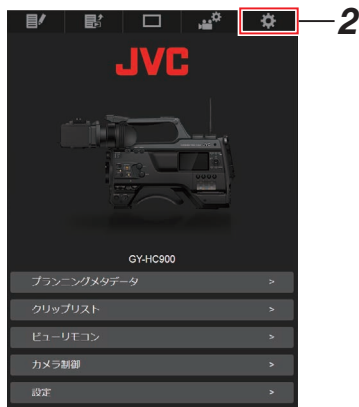 2
JVC
GY-HC900
プランニングメタデータ >
クリップリスト >
ビューリモコン >
カメラ制御 >
設定 >